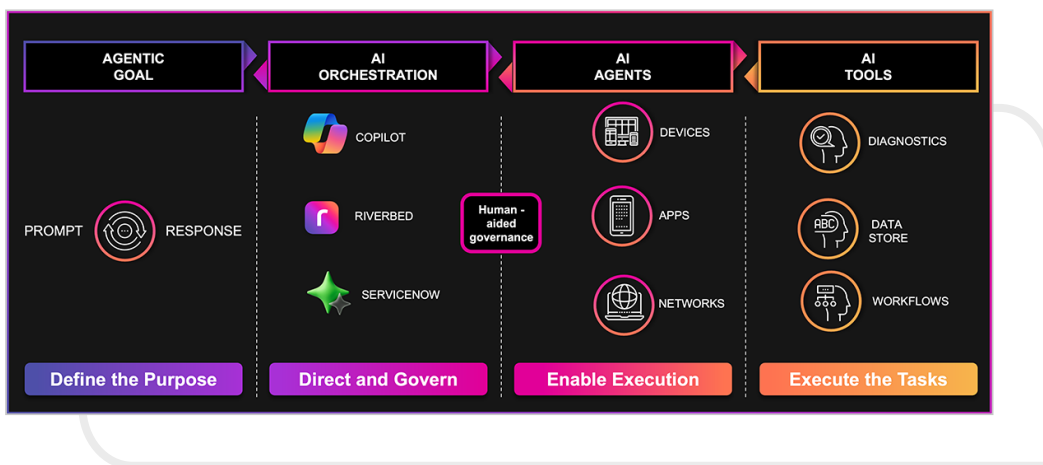 AGENTIC
GOAL
AI
ORCHESTRATION
AI
AGENTS
AI
TOOLS
PROMPT
RESPONSE
COPILOT
r
RIVERBED
SERVICENOW
Human -
aided
governance
DEVICES
APPS
NETWORKS
DIAGNOSTICS
ABC
DATA
STORE
WORKFLOWS
Define the Purpose
Direct and Govern
Enable Execution
Execute the Tasks